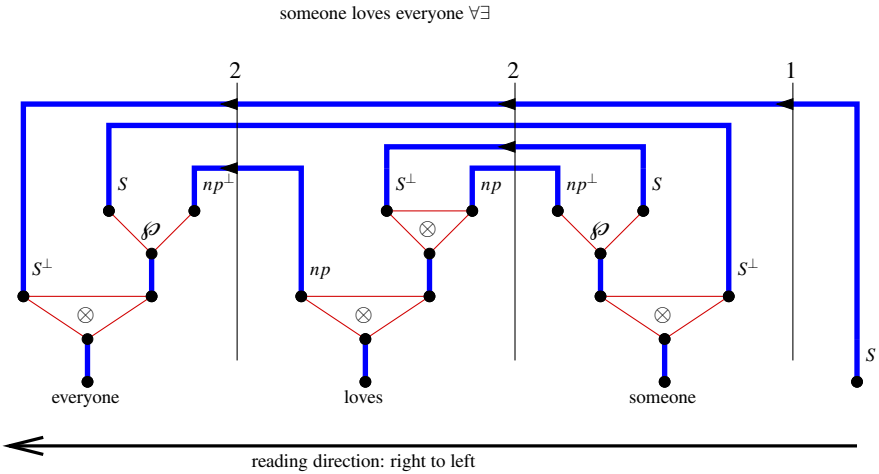 someone loves everyone ∀∃
2 2 1
S np⊥ S⊥ np np⊥ S
℘ ⊗ ℘
S⊥ np S⊥
⊗ ⊗ ⊗
S
everyone loves someone
reading direction: right to left